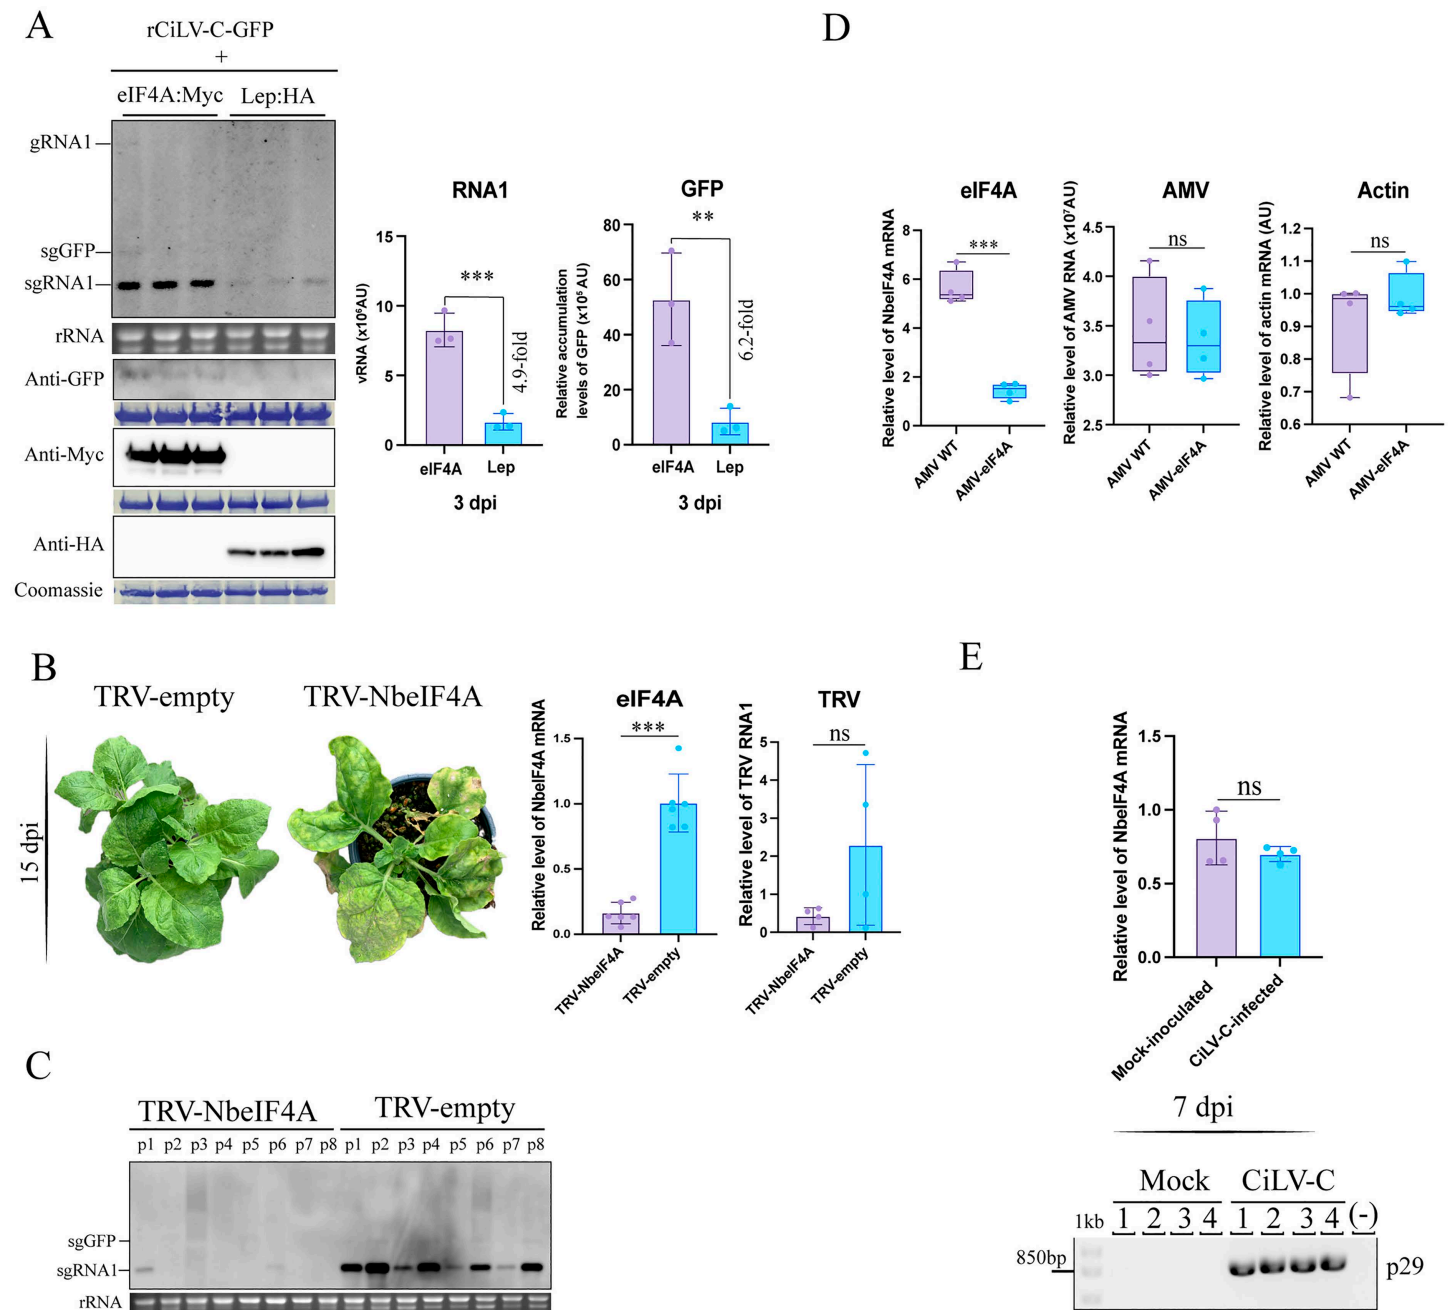 A
rCiLV-C-GFP
+
eIF4A:Myc Lep:HA
gRNA1
sgGFP
sgRNA1
rRNA
Anti-GFP
Anti-Myc
Anti-HA
Coomassie
RNA1
vRNA (x10⁶AU)
15
10
5
0
***
4.9-fold
eIF4A Lep
3 dpi
GFP
Relative accumulation
levels of GFP (x10⁵ AU)
80
60
40
20
0
**
6.2-fold
eIF4A Lep
3 dpi
D
eIF4A
Relative level of NbeIF4A mRNA
8
6
4
2
0
***
AMV WT
AMV-eIF4A
AMV
Relative level of AMV RNA (x10⁷AU)
4.5
4.0
3.5
3.0
2.5
ns
AMV WT
AMV-eIF4A
Actin
Relative level of actin mRNA (AU)
1.2
1.1
1.0
0.9
0.8
0.7
0.6
ns
AMV WT
AMV-eIF4A
B
TRV-empty TRV-NbeIF4A
15 dpi
eIF4A
Relative level of NbeIF4A mRNA
1.5
1.0
0.5
0.0
***
TRV-NbeIF4A
TRV-empty
TRV
Relative level of TRV RNA1
5
4
3
2
1
0
ns
TRV-NbeIF4A
TRV-empty
E
Relative level of NbeIF4A mRNA
1.5
1.0
0.5
0.0
ns
Mock-inoculated
CiLV-C-infected
7 dpi
Mock CiLV-C
1kb 1 2 3 4 1 2 3 4 (-)
850bp
p29
C
TRV-NbeIF4A TRV-empty
p1 p2 p3 p4 p5 p6 p7 p8 p1 p2 p3 p4 p5 p6 p7 p8
sgGFP
sgRNA1
rRNA